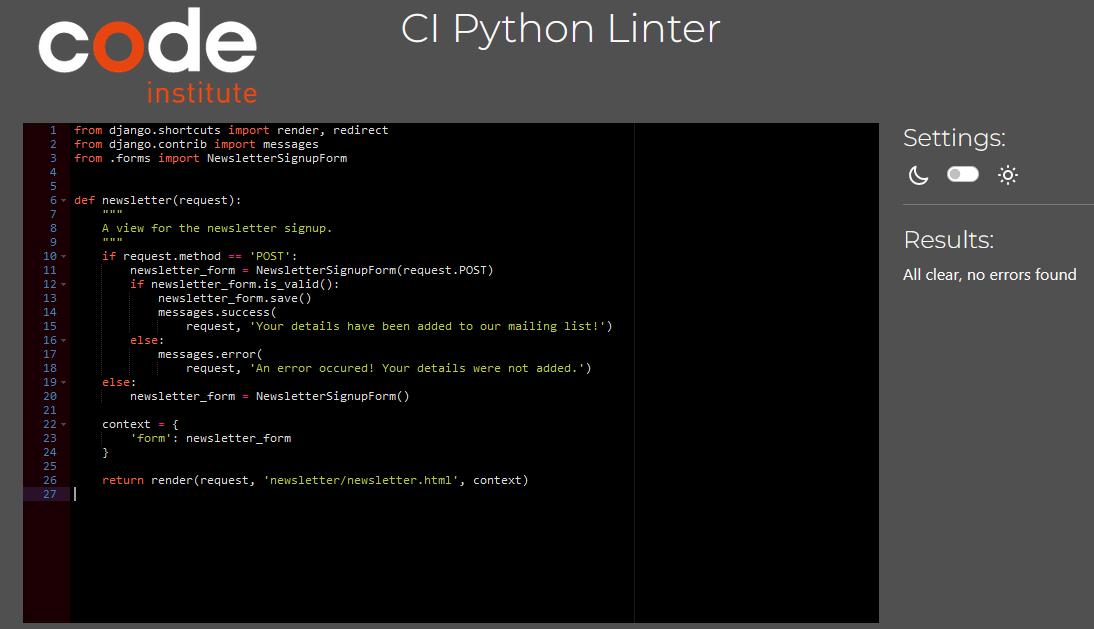 code
institute
CI Python Linter
1 from django.shortcuts import render, redirect
2 from django.contrib import messages
3 from .forms import NewsletterSignupForm
4
5
6 def newsletter(request):
7     """
8     A view for the newsletter signup.
9     """
10     if request.method == 'POST':
11         newsletter_form = NewsletterSignupForm(request.POST)
12         if newsletter_form.is_valid():
13             newsletter_form.save()
14             messages.success(
15                 request, 'Your details have been added to our mailing list!')
16         else:
17             messages.error(
18                 request, 'An error occured! Your details were not added.')
19     else:
20         newsletter_form = NewsletterSignupForm()
21
22     context = {
23         'form': newsletter_form
24     }
25
26     return render(request, 'newsletter/newsletter.html', context)
27
Settings:
Results:
All clear, no errors found